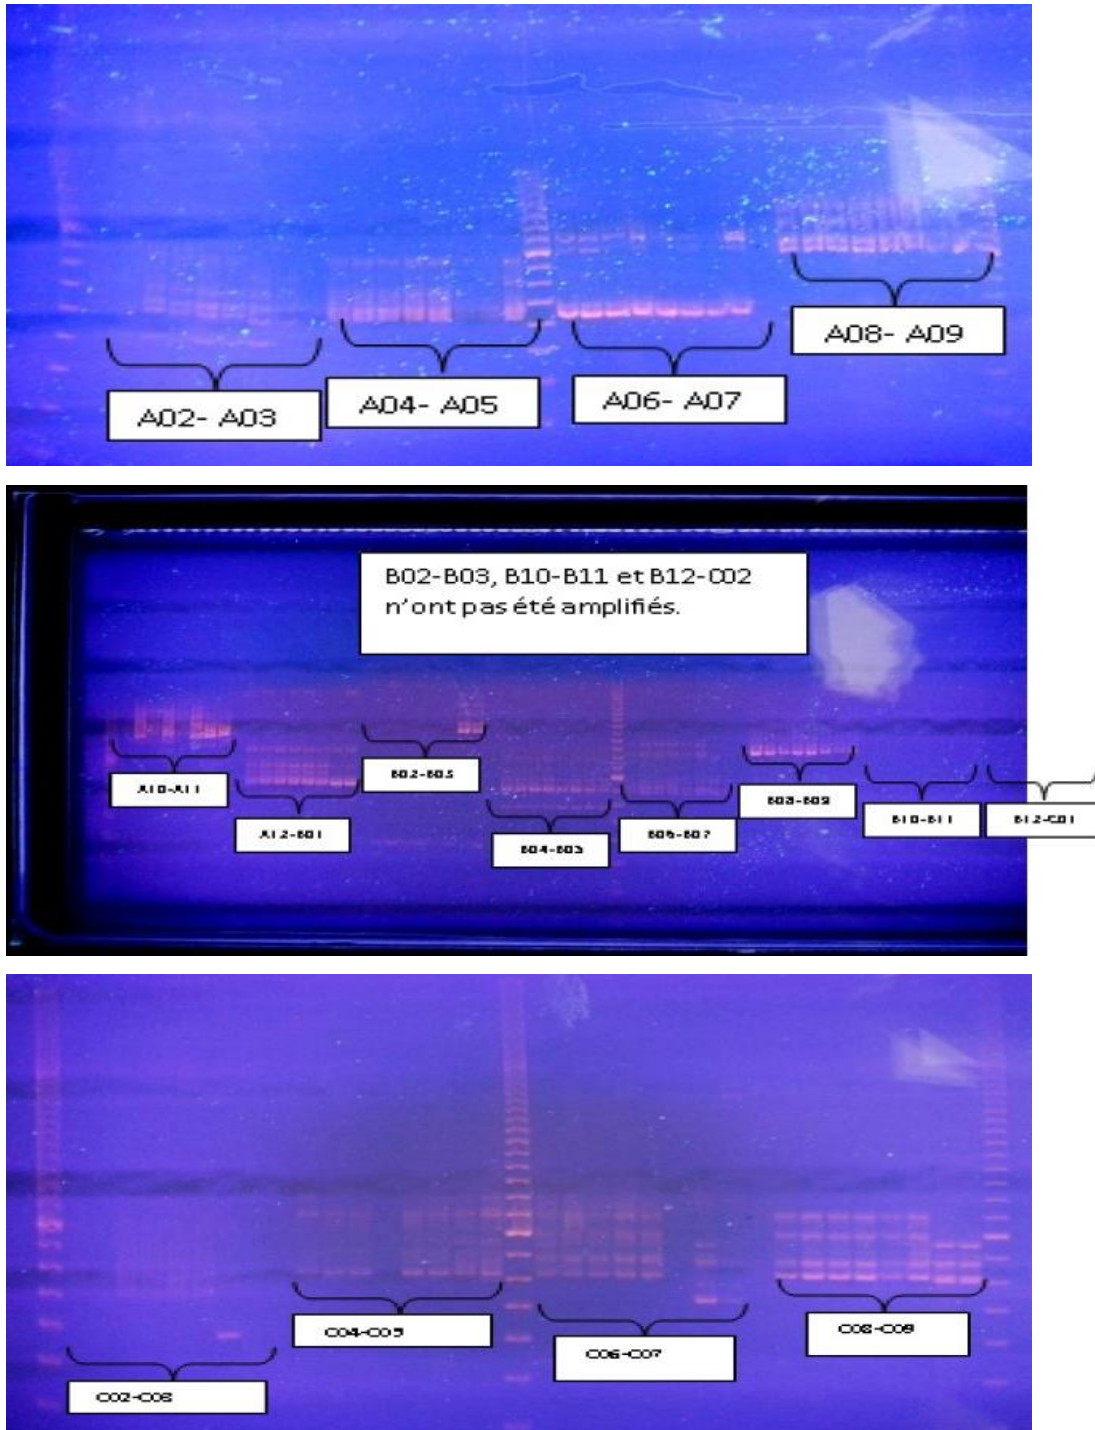 A02- A03
A04- A05
A06- A07
A08- A09
B02-B03, B10-B11 et B12-C02
n'ont pas été amplifiés.
A10-A11
A12-B01
B02-B03
B04-B05
B06-B07
B08-B09
B10-B11
B12-C01
C02-C03
C04-C05
C06-C07
C08-C09